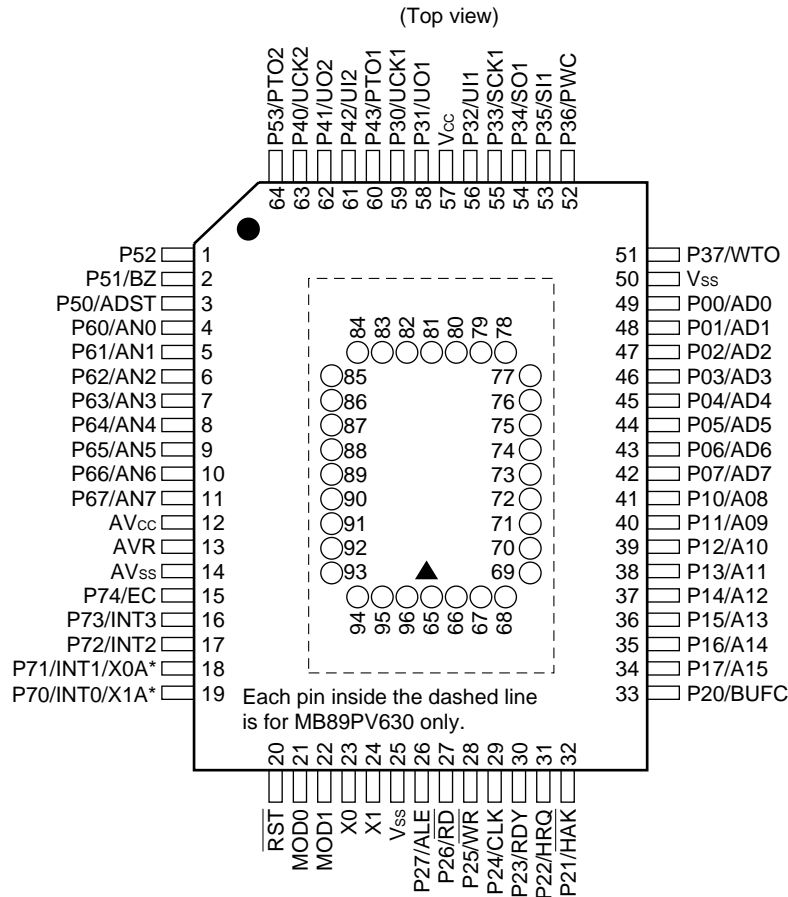 (Top view)
P53/PTO2
P40/UCK2
P41/UO2
P42/UI2
P43/PTO1
P30/UCK1
P31/UO1
Vcc
P32/UI1
P33/SCK1
P34/SO1
P35/SI1
P36/PWC
64
63
62
61
60
59
58
57
56
55
54
53
52
P52 1
P51/BZ 2
P50/ADST 3
P60/AN0 4
P61/AN1 5
P62/AN2 6
P63/AN3 7
P64/AN4 8
P65/AN5 9
P66/AN6 10
P67/AN7 11
AVcc 12
AVR 13
AVss 14
P74/EC 15
P73/INT3 16
P72/INT2 17
P71/INT1/X0A* 18
P70/INT0/X1A* 19
84
83
82
81
80
79
78
85
86
87
88
89
90
91
92
93
77
76
75
74
73
72
71
70
69
94
95
96
65
66
67
68
51 P37/WTO
50 Vss
49 P00/AD0
48 P01/AD1
47 P02/AD2
46 P03/AD3
45 P04/AD4
44 P05/AD5
43 P06/AD6
42 P07/AD7
41 P10/A08
40 P11/A09
39 P12/A10
38 P13/A11
37 P14/A12
36 P15/A13
35 P16/A14
34 P17/A15
33 P20/BUFC
Each pin inside the dashed line
is for MB89PV630 only.
20
21
22
23
24
25
26
27
28
29
30
31
32
RST
MOD0
MOD1
X0
X1
Vss
P27/ALE
P26/RD
P25/WR
P24/CLK
P23/RDY
P22/HRQ
P21/HAK